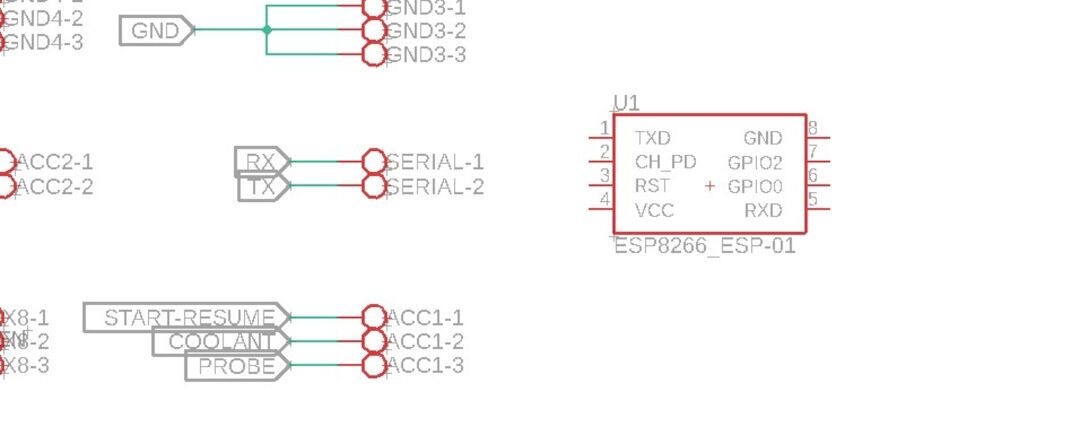 GND4-2
GND4-3
GND
GND3-1
GND3-2
GND3-3
ACC2-1
ACC2-2
RX
TX
SERIAL-1
SERIAL-2
U1
1 TXD GND 8
2 CH_PD GPIO2 7
3 RST GPIO0 6
4 VCC RXD 5
ESP8266_ESP-01
X8-1
X8-2
X8-3
START-RESUME
COOLANT
PROBE
ACC1-1
ACC1-2
ACC1-3